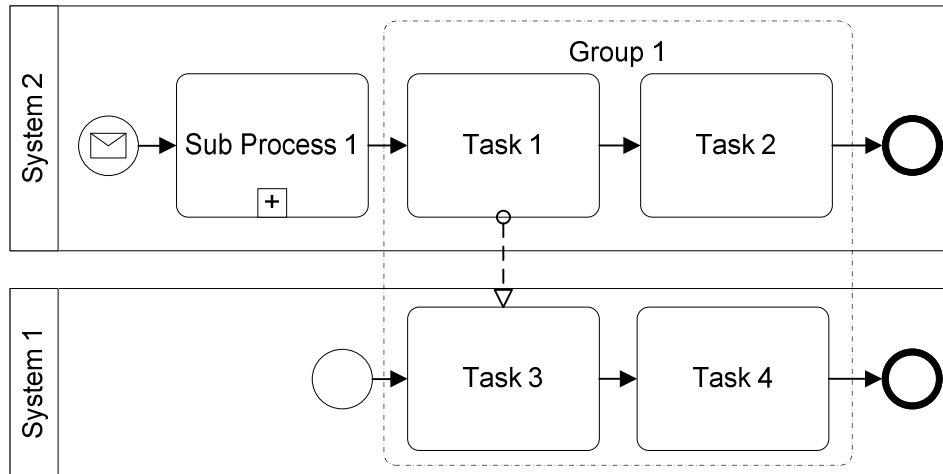 System 2
Group 1
Sub Process 1
Task 1
Task 2
System 1
Task 3
Task 4